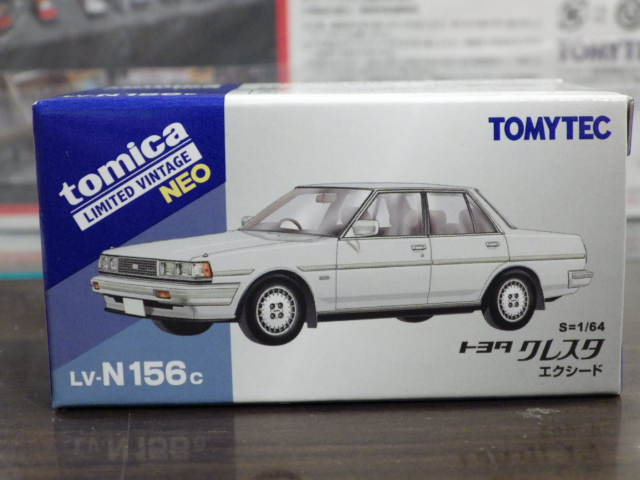 tomica
LIMITED VINTAGE
NEO
TOMYTEC
S=1/64
トヨタ クレスタ
エクシード
LV-N156c
TOMYTEC